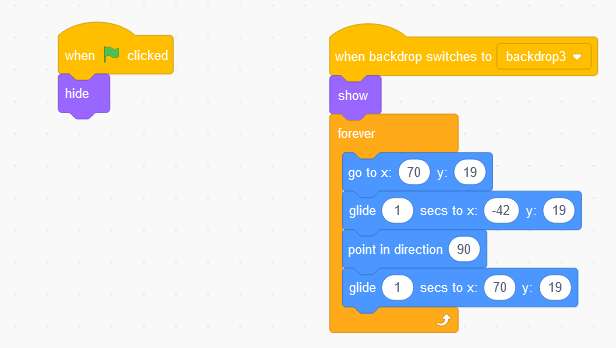 when clicked
hide
when backdrop switches to backdrop3
show
forever
go to x: 70 y: 19
glide 1 secs to x: -42 y: 19
point in direction 90
glide 1 secs to x: 70 y: 19